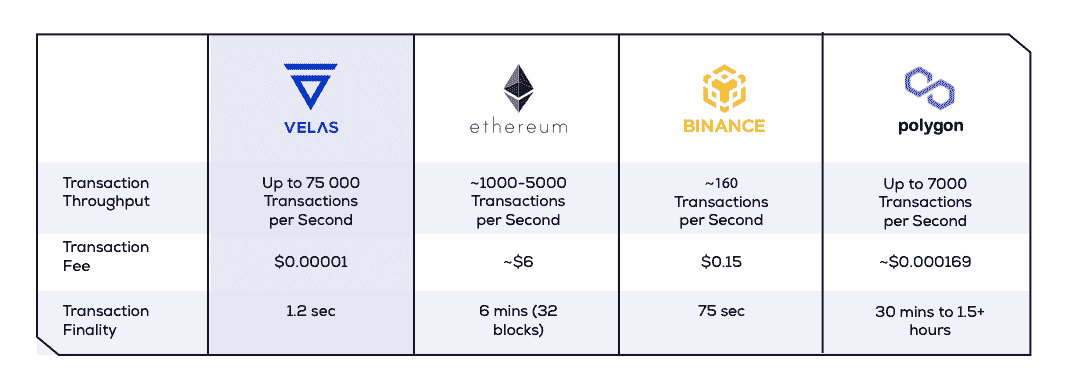 VELAS
ethereum
BINANCE
polygon
Transaction
Throughput
Up to 75 000
Transactions
per Second
~1000-5000
Transactions
per Second
~160
Transactions
per Second
Up to 7000
Transactions
per Second
Transaction
Fee
$0.00001
~$6
$0.15
~$0.000169
Transaction
Finality
1.2 sec
6 mins (32
blocks)
75 sec
30 mins to 1.5+
hours